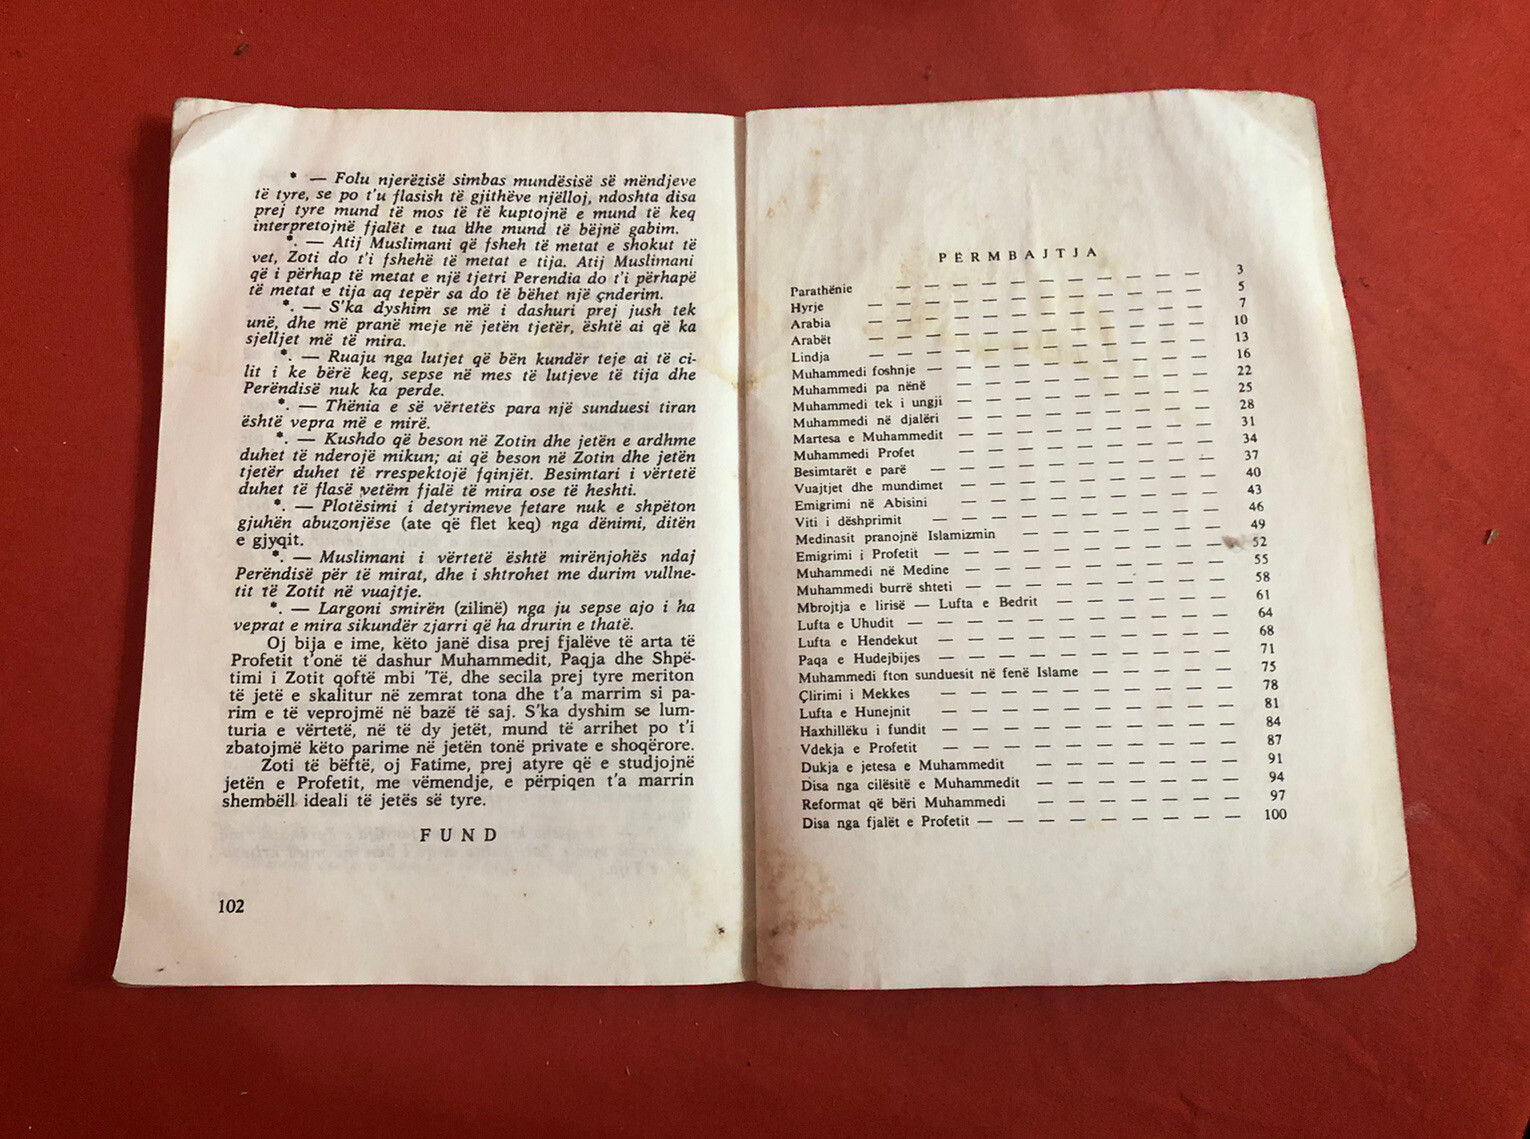 * — Folu njerëzisë simbas mundësisë së mëndjeve
të tyre, se po t'u flasish të gjithëve njëlloj, ndoshta disa
prej tyre mund të mos të të kuptojnë e mund të keq
interpretojnë fjalët e tua dhe mund të bëjnë gabim.
*. — Atij Muslimani që fsheh të metat e shokut të
vet, Zoti do t'i fshehë të metat e tija. Atij Muslimani
që i përhap të metat e një tjetri Perendia do t'i përhapë
të metat e tija aq tepër sa do të bëhet një çnderim.
*. — S'ka dyshim se më i dashuri prej jush tek
unë, dhe më pranë meje në jetën tjetër, është ai që ka
sjelljet më të mira.
*. — Ruaju nga lutjet që bën kundër teje ai të ci-
lit i ke bërë keq, sepse në mes të lutjeve të tija dhe
Perëndisë nuk ka perde.
*. — Thënia e së vërtetës para një sunduesi tiran
është vepra më e mirë.
*. — Kushdo që beson në Zotin dhe jetën e ardhme
duhet të nderojë mikun; ai që beson në Zotin dhe jetën
tjetër duhet të rrespektojë fqinjët. Besimtari i vërtetë
duhet të flasë vetëm fjalë të mira ose të heshti.
*. — Plotësimi i detyrimeve fetare nuk e shpëton
gjuhën abuzonjëse (ate që flet keq) nga dënimi, ditën
e gjyqit.
*. — Muslimani i vërtetë është mirënjohës ndaj
Perëndisë për të mirat, dhe i shtrohet me durim vullne-
tit të Zotit në vuajtje.
*. — Largoni smirën (zilinë) nga ju sepse ajo i ha
veprat e mira sikundër zjarri që ha drurin e thatë.
Oj bija e ime, këto janë disa prej fjalëve të arta të
Profetit t'onë të dashur Muhammedit, Paqja dhe Shpë-
timi i Zotit qoftë mbi 'Të, dhe secila prej tyre meriton
të jetë e skalitur në zemrat tona dhe t'a marrim si pa-
rim e të veprojmë në bazë të saj. S'ka dyshim se lum-
turia e vërtetë, në të dy jetët, mund të arrihet po t'i
zbatojmë këto parime në jetën tonë private e shoqërore.
Zoti të bëftë, oj Fatime, prej atyre që e studjojnë
jetën e Profetit, me vëmendje, e përpiqen t'a marrin
shembëll ideali të jetës së tyre.
FUND
102
PËRMBAJTJA
Parathënie — — — — — — — — — 3
Hyrje — — — — — — — — — — 5
Arabia — — — — — — — — — — 7
Arabët — — — — — — — — — — 10
Lindja — — — — — — — — — — 13
Muhammedi foshnje — — — — — — — — 16
Muhammedi pa nënë — — — — — — — 22
Muhammedi tek i ungji — — — — — — — 25
Muhammedi në djalëri — — — — — — — 28
Martesa e Muhammedit — — — — — — — 31
Muhammedi Profet — — — — — — — 34
Besimtarët e parë — — — — — — — — 37
Vuajtjet dhe mundimet — — — — — — — 40
Emigrimi në Abisini — — — — — — — 43
Viti i dëshprimit — — — — — — — — 46
Medinasit pranojnë Islamizmin — — — — — — 49
Emigrimi i Profetit — — — — — — — — 52
Muhammedi në Medine — — — — — — — 55
Muhammedi burrë shteti — — — — — — — 58
Mbrojtja e lirisë — Lufta e Bedrit — — — — — 61
Lufta e Uhudit — — — — — — — — 64
Lufta e Hendekut — — — — — — — — 68
Paqa e Hudejbijes — — — — — — — — 71
Muhammedi fton sunduesit në fenë Islame — — — — 75
Çlirimi i Mekkes — — — — — — — — 78
Lufta e Hunejnit — — — — — — — — 81
Haxhillëku i fundit — — — — — — — — 84
Vdekja e Profetit — — — — — — — — 87
Dukja e jetesa e Muhammedit — — — — — — 91
Disa nga cilësitë e Muhammedit — — — — — — 94
Reformat që bëri Muhammedi — — — — — — 97
Disa nga fjalët e Profetit — — — — — — — — 100